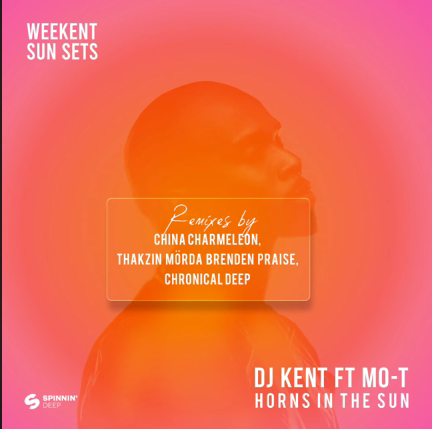 WEEKENT
SUN SETS
Remixes by
CHINA CHARMELEON,
THAKZIN MÖRDA BRENDEN PRAISE,
CHRONICAL DEEP
DJ KENT FT MO-T
HORNS IN THE SUN
SPINNIN'
DEEP